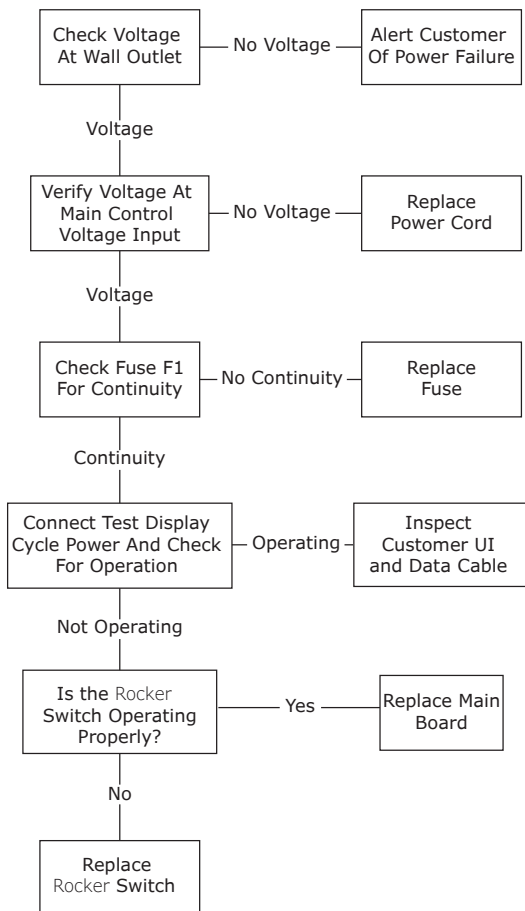 Check Voltage
At Wall Outlet
No Voltage
Alert Customer
Of Power Failure
Voltage
Verify Voltage At
Main Control
Voltage Input
No Voltage
Replace
Power Cord
Voltage
Check Fuse F1
For Continuity
No Continuity
Replace
Fuse
Continuity
Connect Test Display
Cycle Power And Check
For Operation
Operating
Inspect
Customer UI
and Data Cable
Not Operating
Is the Rocker
Switch Operating
Properly?
Yes
Replace Main
Board
No
Replace
Rocker Switch